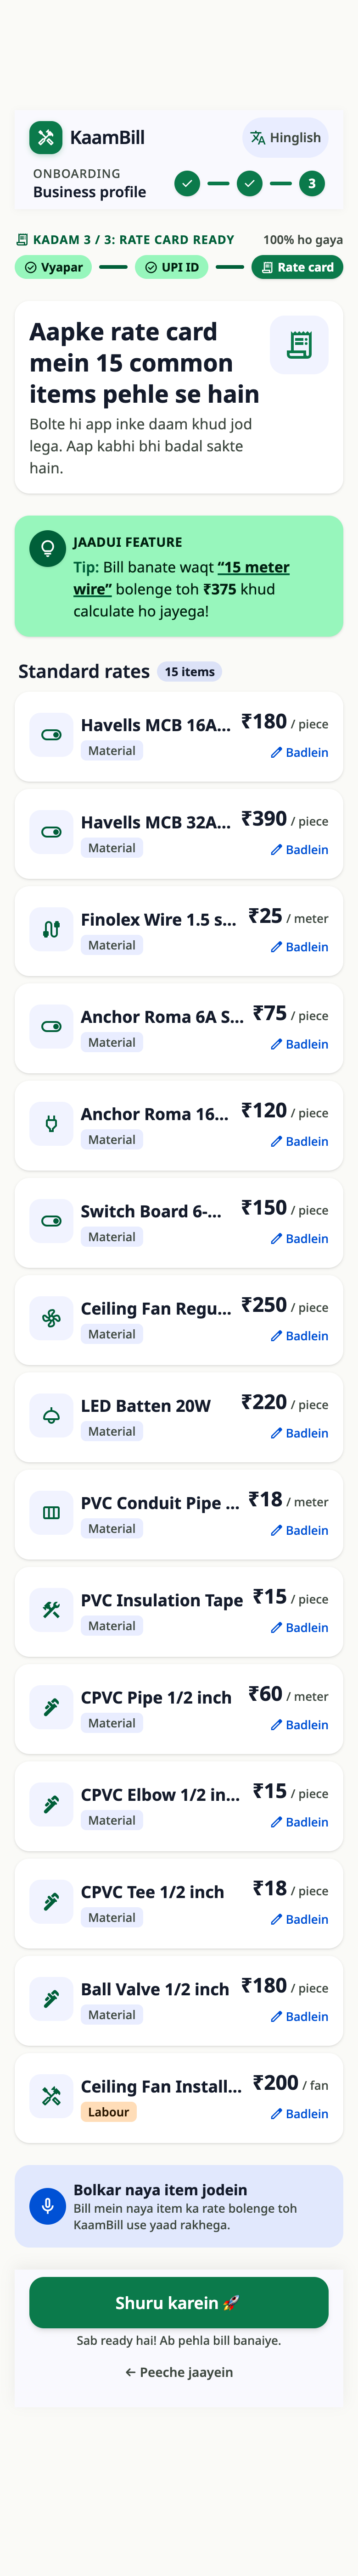 KaamBill
Hinglish
ONBOARDING
Business profile
3
KADAM 3 / 3: RATE CARD READY
100% ho gaya
Vyapar
UPI ID
Rate card
Aapke rate card
mein 15 common
items pehle se hain
Bolte hi app inke daam khud jod
lega. Aap kabhi bhi badal sakte
hain.
JAADUI FEATURE
Tip: Bill banate waqt “15 meter
wire” bolenge toh ₹375 khud
calculate ho jayega!
Standard rates
15 items
Havells MCB 16A...
₹180 / piece
Material
Badlein
Havells MCB 32A...
₹390 / piece
Material
Badlein
Finolex Wire 1.5 s...
₹25 / meter
Material
Badlein
Anchor Roma 6A S...
₹75 / piece
Material
Badlein
Anchor Roma 16...
₹120 / piece
Material
Badlein
Switch Board 6-...
₹150 / piece
Material
Badlein
Ceiling Fan Regu...
₹250 / piece
Material
Badlein
LED Batten 20W
₹220 / piece
Material
Badlein
PVC Conduit Pipe ...
₹18 / meter
Material
Badlein
PVC Insulation Tape
₹15 / piece
Material
Badlein
CPVC Pipe 1/2 inch
₹60 / meter
Material
Badlein
CPVC Elbow 1/2 in...
₹15 / piece
Material
Badlein
CPVC Tee 1/2 inch
₹18 / piece
Material
Badlein
Ball Valve 1/2 inch
₹180 / piece
Material
Badlein
Ceiling Fan Install...
₹200 / fan
Labour
Badlein
Bolkar naya item jodein
Bill mein naya item ka rate bolenge toh
KaamBill use yaad rakhega.
Shuru karein 🚀
Sab ready hai! Ab pehla bill banaiye.
← Peeche jaayein